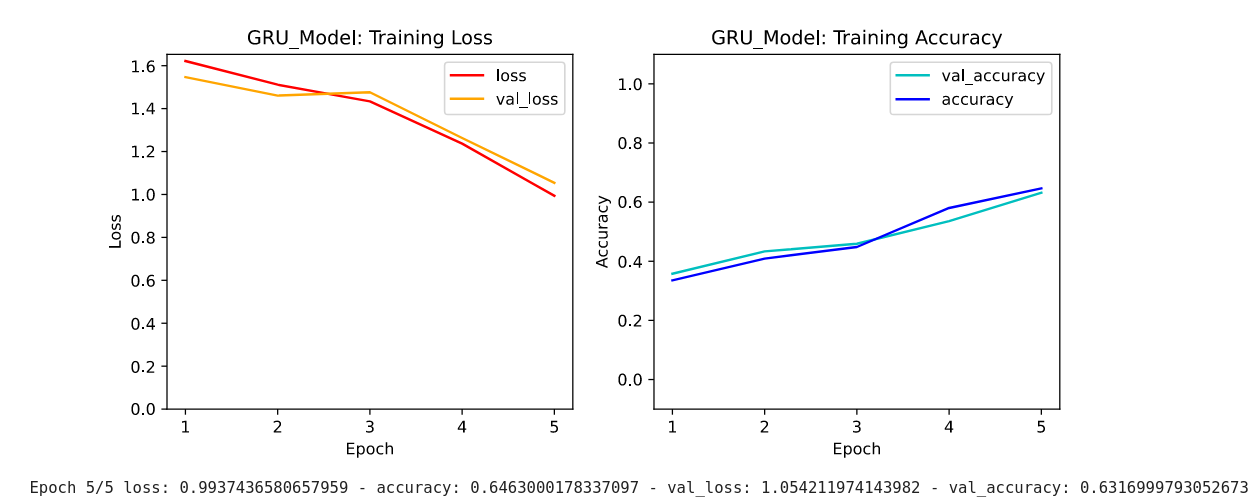 GRU_Model: Training Loss
loss
val_loss
1.6
1.4
1.2
1.0
0.8
0.6
0.4
0.2
0.0
Loss
1 2 3 4 5
Epoch
GRU_Model: Training Accuracy
val_accuracy
accuracy
1.0
0.8
0.6
0.4
0.2
0.0
Accuracy
1 2 3 4 5
Epoch
Epoch 5/5 loss: 0.9937436580657959 - accuracy: 0.6463000178337097 - val_loss: 1.054211974143982 - val_accuracy: 0.6316999793052673